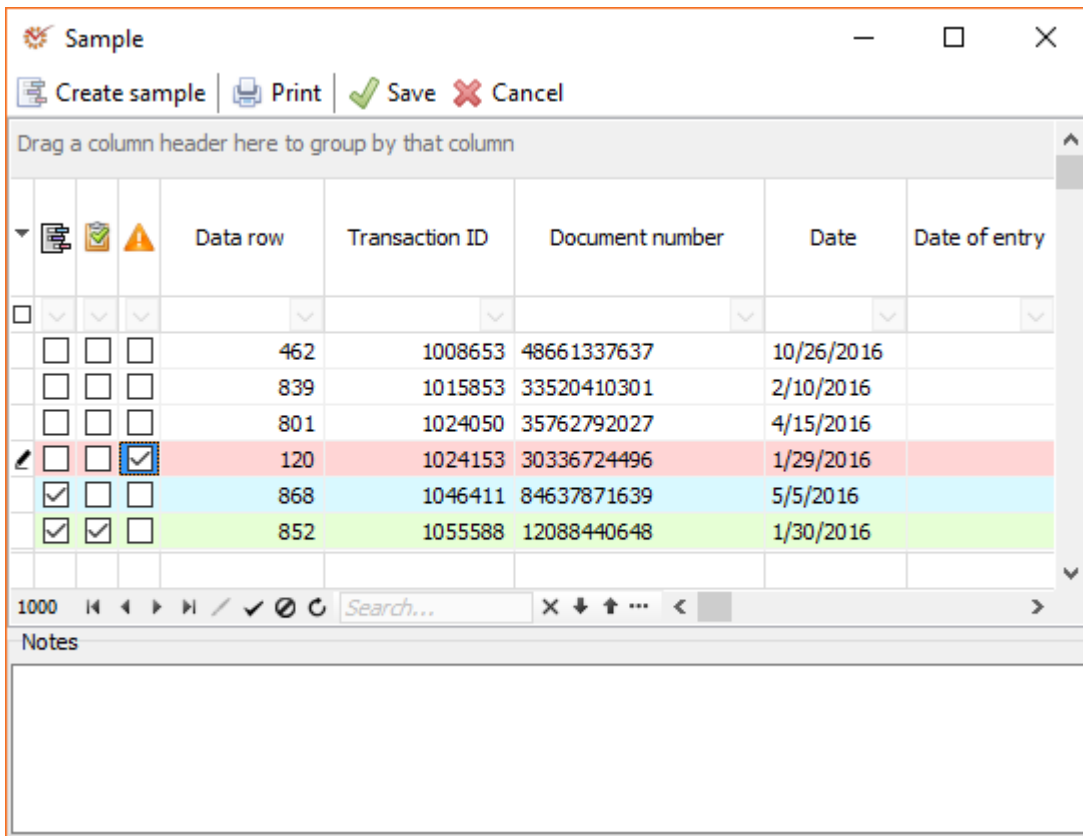 Sample
Create sample Print Save Cancel
Drag a column header here to group by that column
Data row Transaction ID Document number Date Date of entry
462 1008653 48661337637 10/26/2016
839 1015853 33520410301 2/10/2016
801 1024050 35762792027 4/15/2016
120 1024153 30336724496 1/29/2016
868 1046411 84637871639 5/5/2016
852 1055588 12088440648 1/30/2016
1000 Search...
Notes